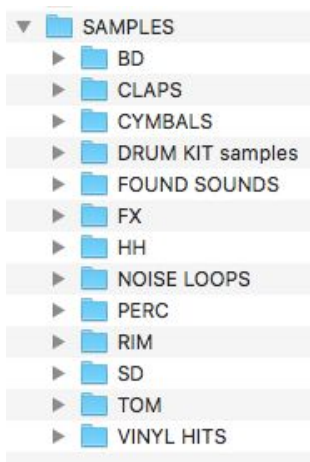 SAMPLES
BD
CLAPS
CYMBALS
DRUM KIT samples
FOUND SOUNDS
FX
HH
NOISE LOOPS
PERC
RIM
SD
TOM
VINYL HITS